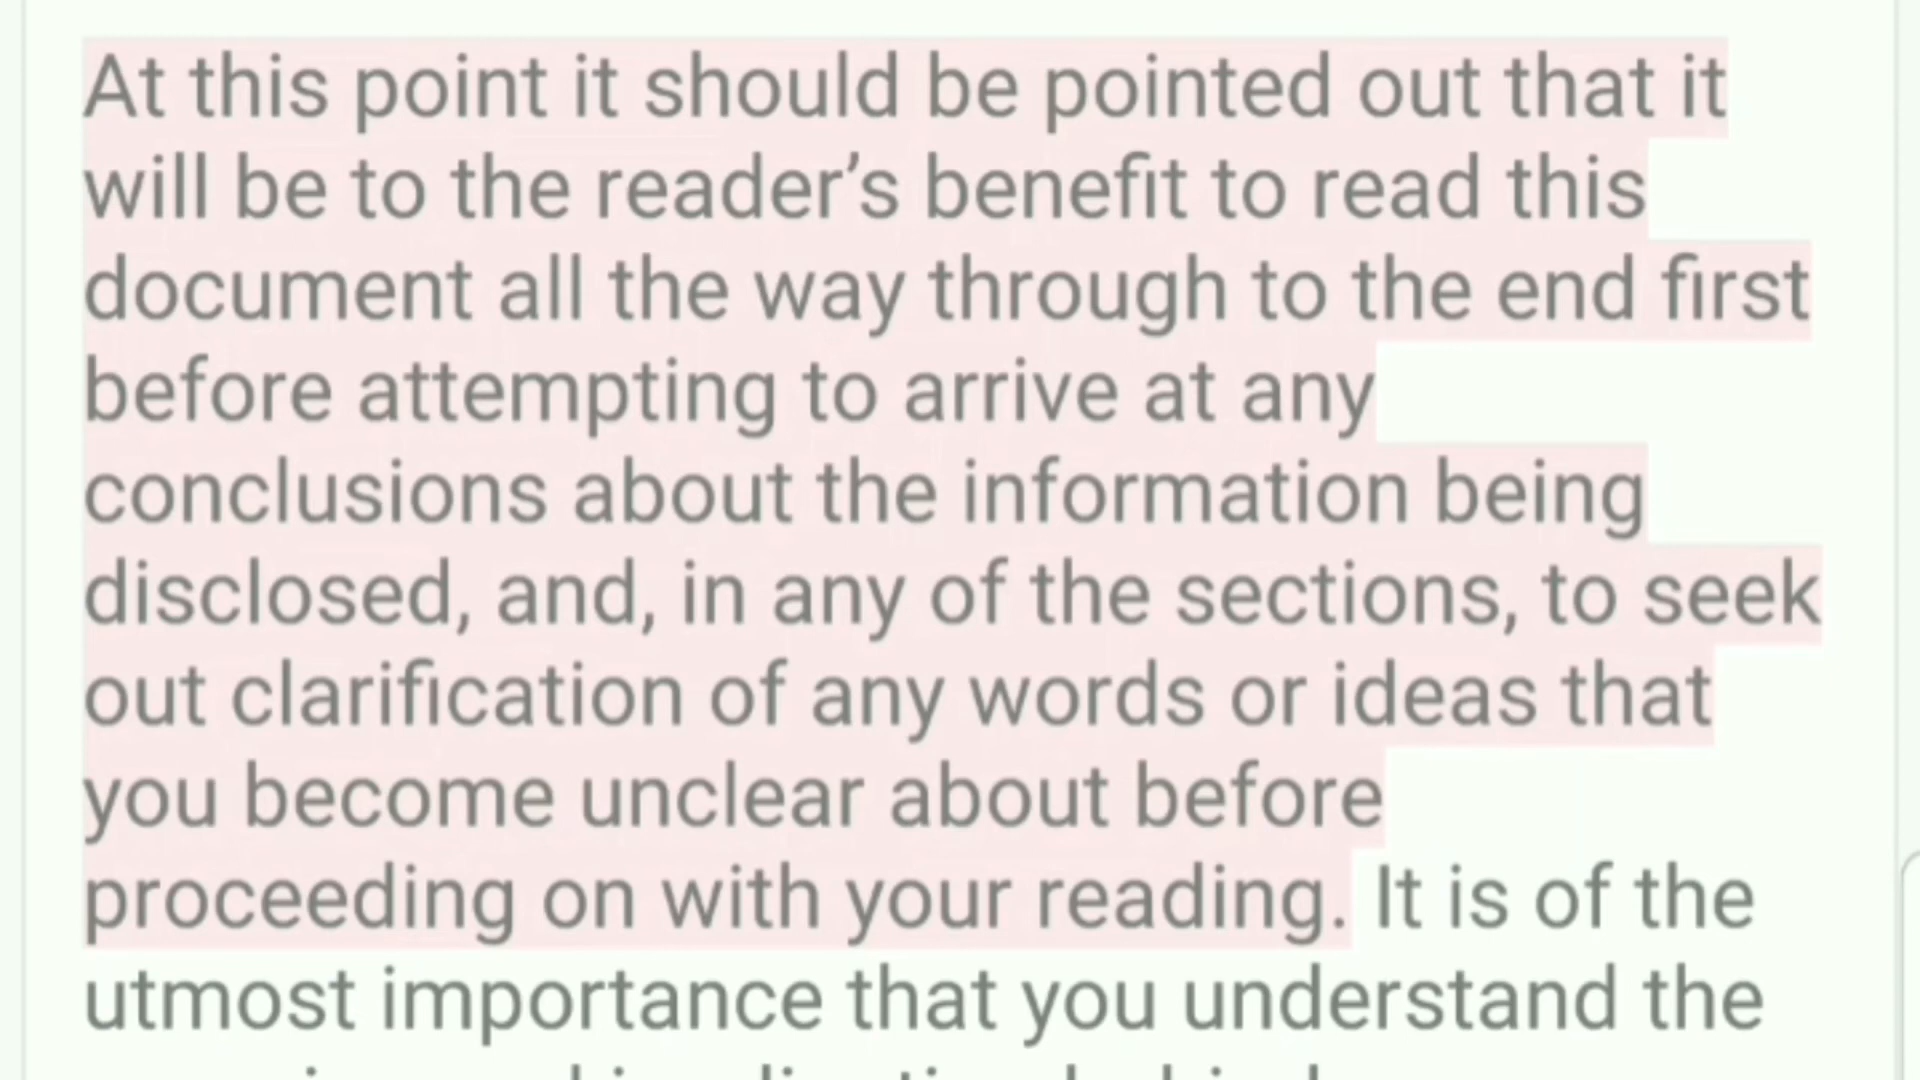 At this point it should be pointed out that it
will be to the reader’s benefit to read this
document all the way through to the end first
before attempting to arrive at any
conclusions about the information being
disclosed, and, in any of the sections, to seek
out clarification of any words or ideas that
you become unclear about before
proceeding on with your reading. It is of the
utmost importance that you understand the